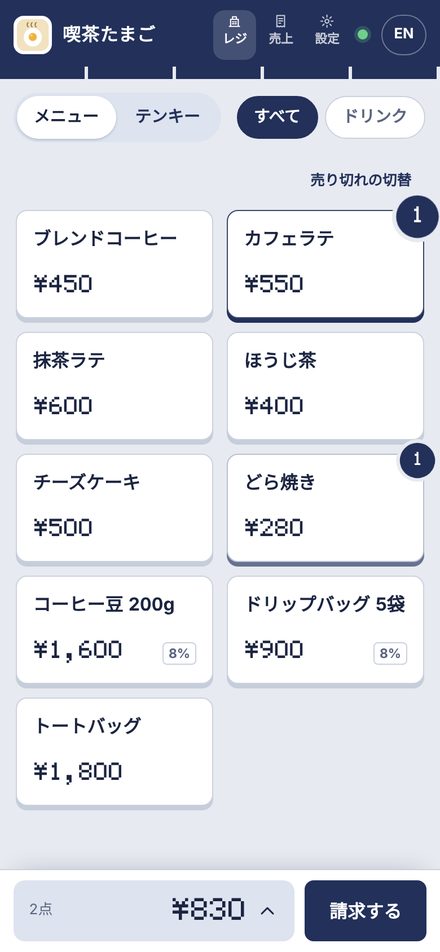 喫茶たまご
レジ
売上
設定
EN
メニュー
テンキー
すべて
ドリンク
売り切れの切替
ブレンドコーヒー
¥450
カフェラテ
¥550
1
抹茶ラテ
¥600
ほうじ茶
¥400
チーズケーキ
¥500
どら焼き
¥280
1
コーヒー豆 200g
¥1,600
8%
ドリップバッグ 5袋
¥900
8%
トートバッグ
¥1,800
2点
¥830
請求する